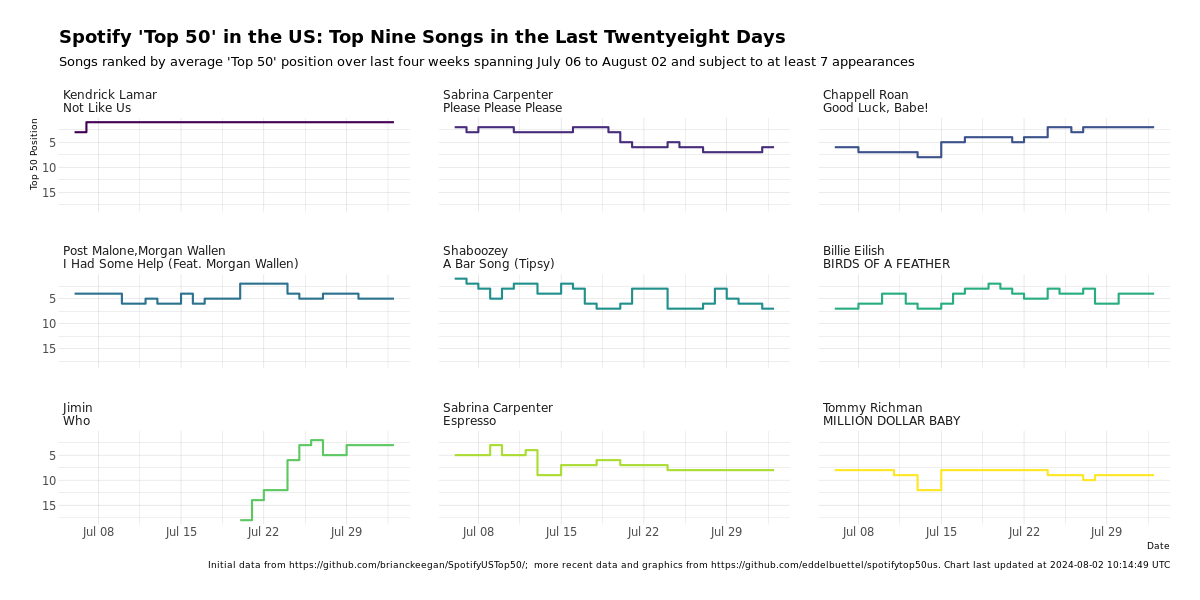 Spotify 'Top 50' in the US: Top Nine Songs in the Last Twentyeight Days
Songs ranked by average 'Top 50' position over last four weeks spanning July 06 to August 02 and subject to at least 7 appearances
Kendrick Lamar
Not Like Us
Sabrina Carpenter
Please Please Please
Chappell Roan
Good Luck, Babe!
Top 50 Position
5
10
15
Post Malone,Morgan Wallen
I Had Some Help (Feat. Morgan Wallen)
Shaboozey
A Bar Song (Tipsy)
Billie Eilish
BIRDS OF A FEATHER
5
10
15
Jimin
Who
Sabrina Carpenter
Espresso
Tommy Richman
MILLION DOLLAR BABY
5
10
15
Jul 08 Jul 15 Jul 22 Jul 29
Jul 08 Jul 15 Jul 22 Jul 29
Jul 08 Jul 15 Jul 22 Jul 29
Date
Initial data from https://github.com/brianckeegan/SpotifyUSTop50/;  more recent data and graphics from https://github.com/eddelbuettel/spotifytop50us. Chart last updated at 2024-08-02 10:14:49 UTC